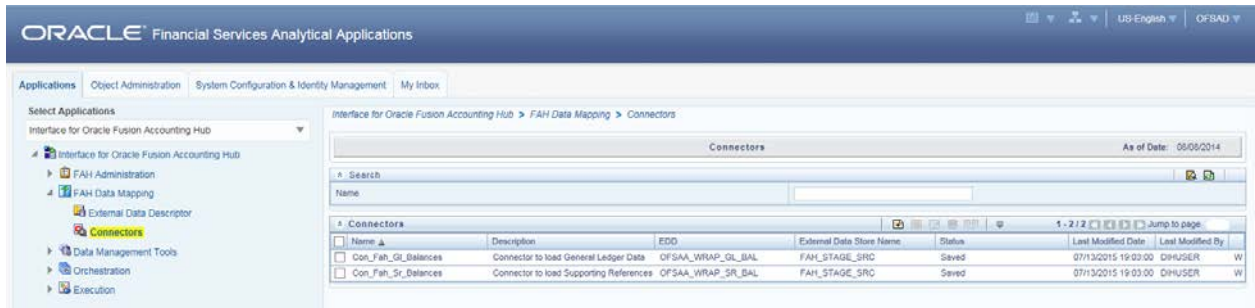 ORACLE® Financial Services Analytical Applications
US-English OFSAD
Applications Object Administration System Configuration & Identity Management My Inbox
Select Applications
Interface for Oracle Fusion Accounting Hub
Interface for Oracle Fusion Accounting Hub
FAH Administration
FAH Data Mapping
External Data Descriptor
Connectors
Data Management Tools
Orchestration
Execution
Interface for Oracle Fusion Accounting Hub > FAH Data Mapping > Connectors
Connectors As of Date: 06/08/2014
Search
Name
Connectors 1 - 2 / 2 Jump to page
Name Description EDD External Data Store Name Status Last Modified Date Last Modified By
Con_Fah_Gl_Balances Connector to load General Ledger Data OFSAA_WRAP_GL_BAL FAH_STAGE_SRC Saved 07/13/2015 19:03:00 DIHUSER W
Con_Fah_Sr_Balances Connector to load Supporting References OFSAA_WRAP_SR_BAL FAH_STAGE_SRC Saved 07/13/2015 19:03:00 DIHUSER W